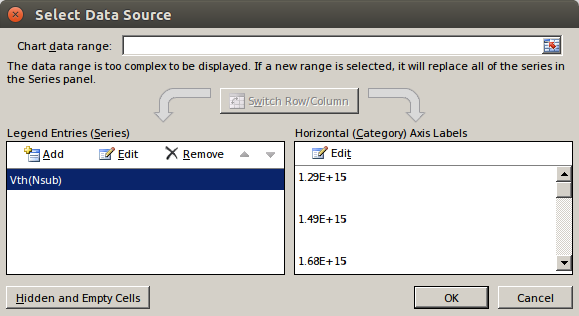 Select Data Source
Chart data range:
The data range is too complex to be displayed. If a new range is selected, it will replace all of the series in
the Series panel.
Switch Row/Column
Legend Entries (Series)
Horizontal (Category) Axis Labels
Add Edit Remove
Edit
Vth(Nsub)
1.29E+15
1.49E+15
1.68E+15
Hidden and Empty Cells
OK
Cancel